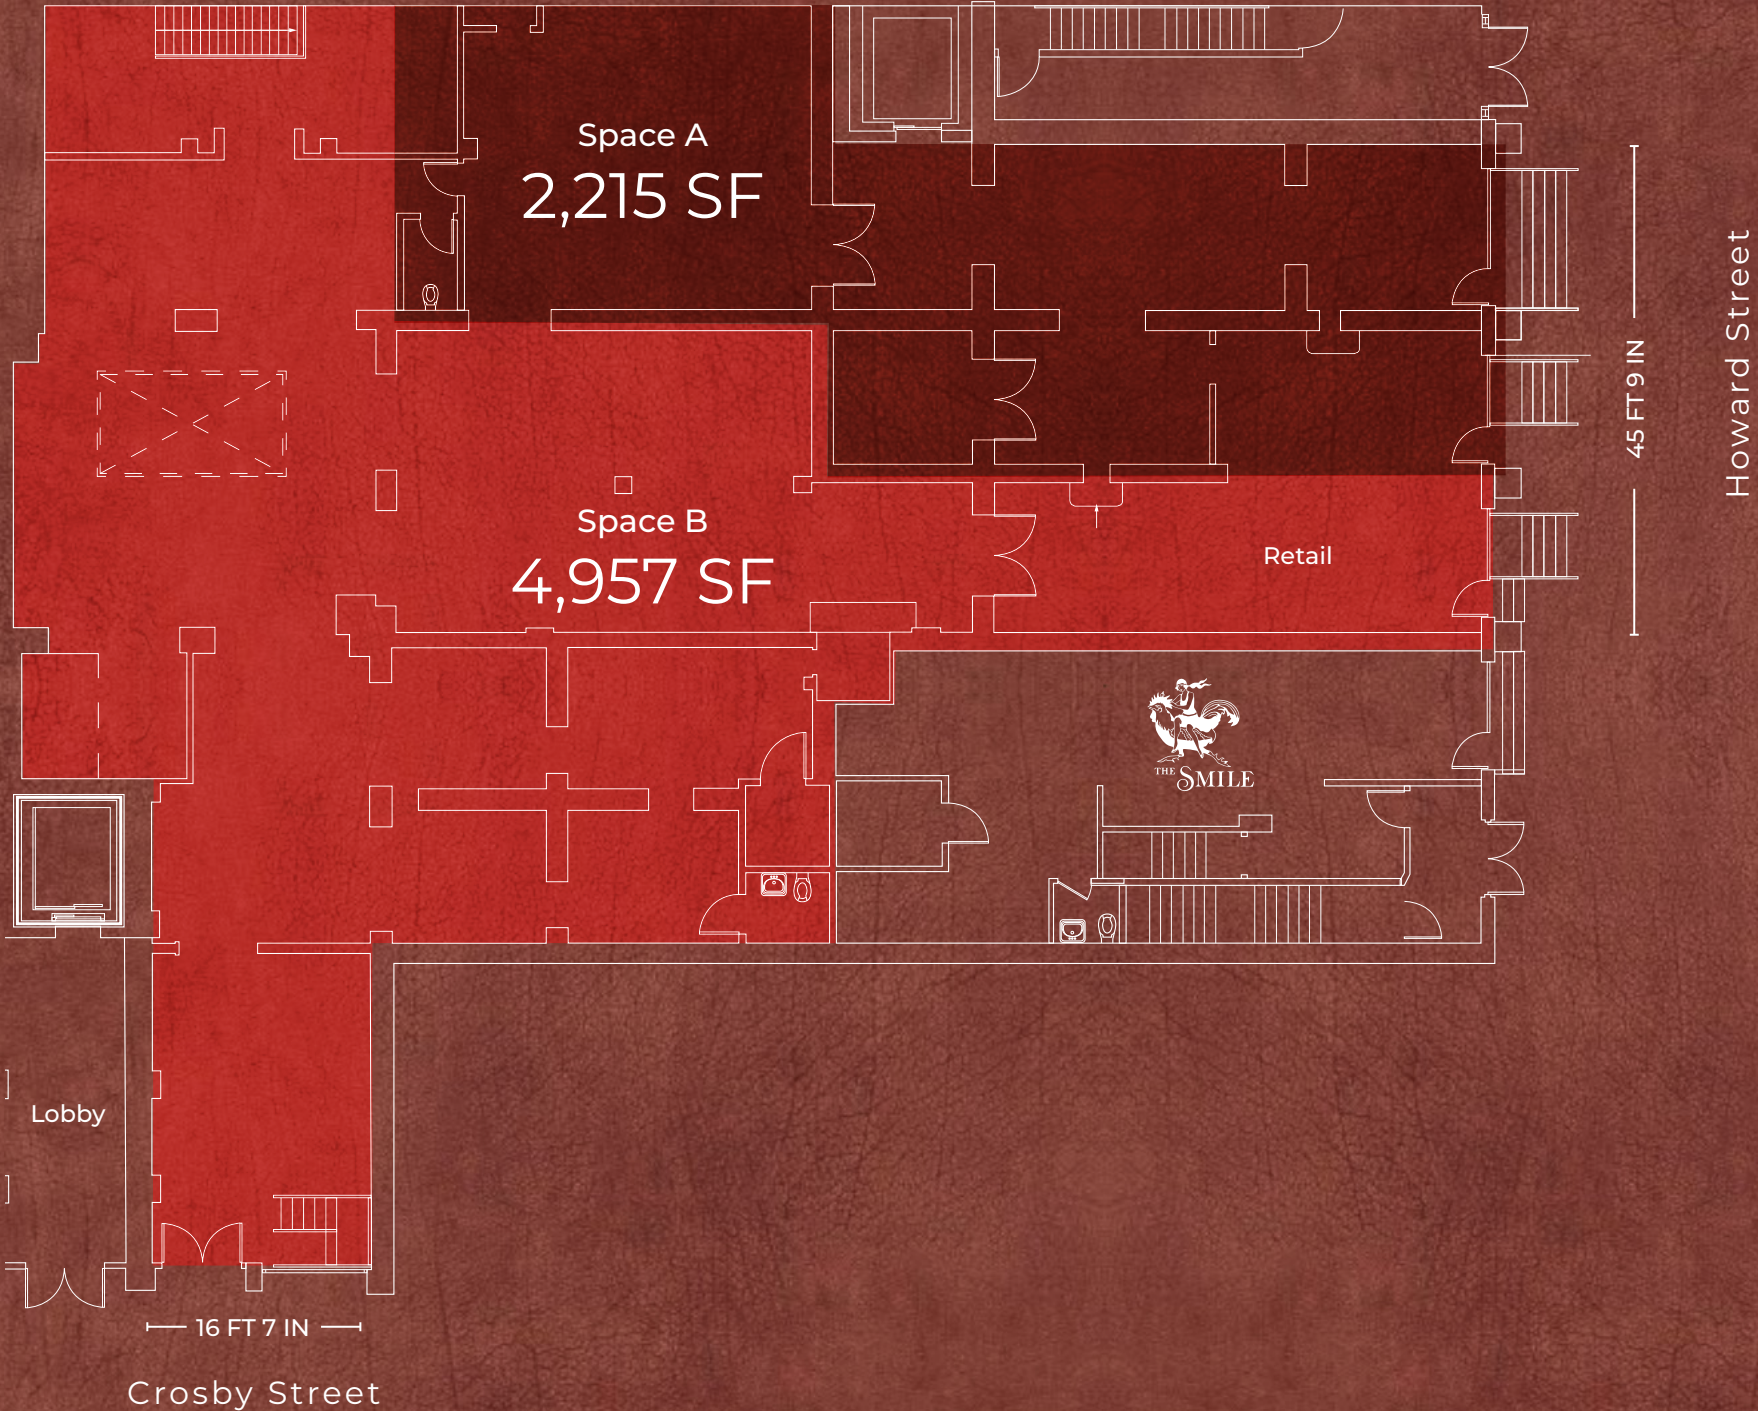 Space A
2,215 SF
Howard Street
45 FT 9 IN
Space B
4,957 SF
Retail
THE SMILE
Lobby
16 FT 7 IN
Crosby Street